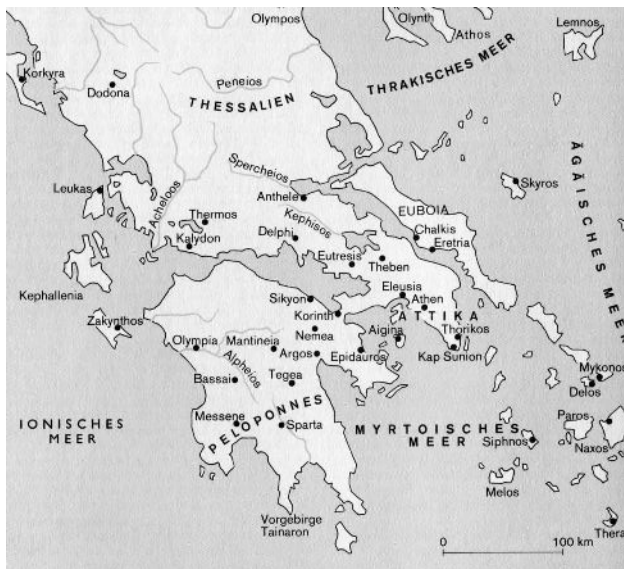 Olympos
Olynth
Athos
Lemnos
Korkyra
Dodona
Peneios
THESSALIEN
THRAKISCHES MEER
ÄGÄISCHES MEER
Spercheios
Leukas
Acheloos
Anthele
Skyros
Thermos
Kephisos
EUBOIA
Kalydon
Delphi
Chalkis
Eretria
Eutresis
Theben
Kephallenia
Eleusis
Sikyon
Athen
Zakynthos
Korinth
ATTIKA
Nemea
Aigina
Thorikos
Olympia
Mantineia
Argos
Epidauros
Kap Sunion
Alpheios
Bassai
Tegea
Mykonos
Delos
Messene
PELOPONNES
Sparta
IONISCHES
MEER
MYRTOISCHES
MEER
Siphnos
Paros
Naxos
Melos
Vorgebirge
Tainaron
Thera
0 100 km